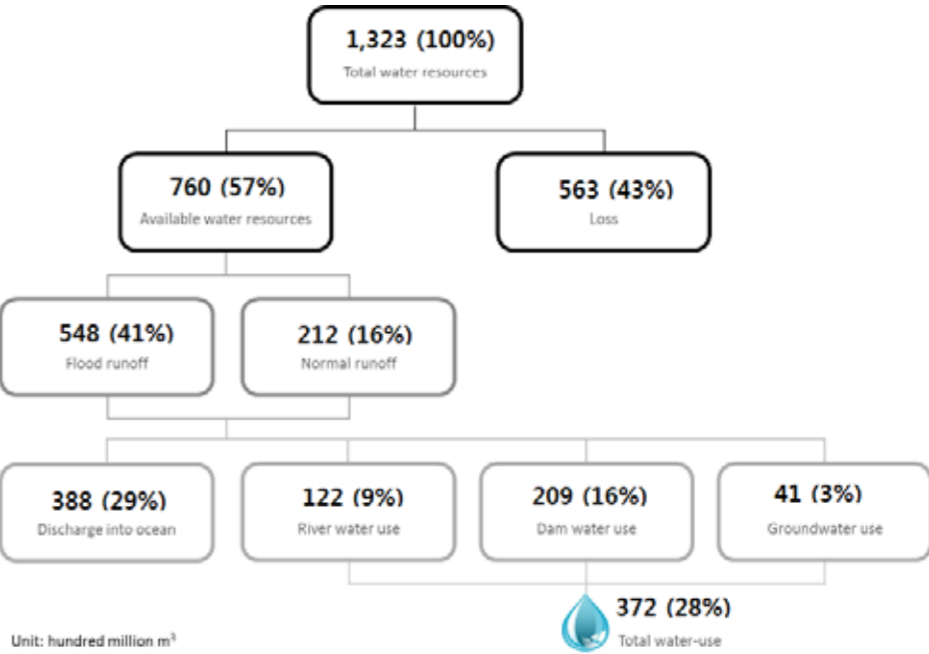 1,323 (100%)
Total water resources
760 (57%)
Available water resources
563 (43%)
Loss
548 (41%)
Flood runoff
212 (16%)
Normal runoff
388 (29%)
Discharge into ocean
122 (9%)
River water use
209 (16%)
Dam water use
41 (3%)
Groundwater use
372 (28%)
Total water-use
Unit: hundred million m³